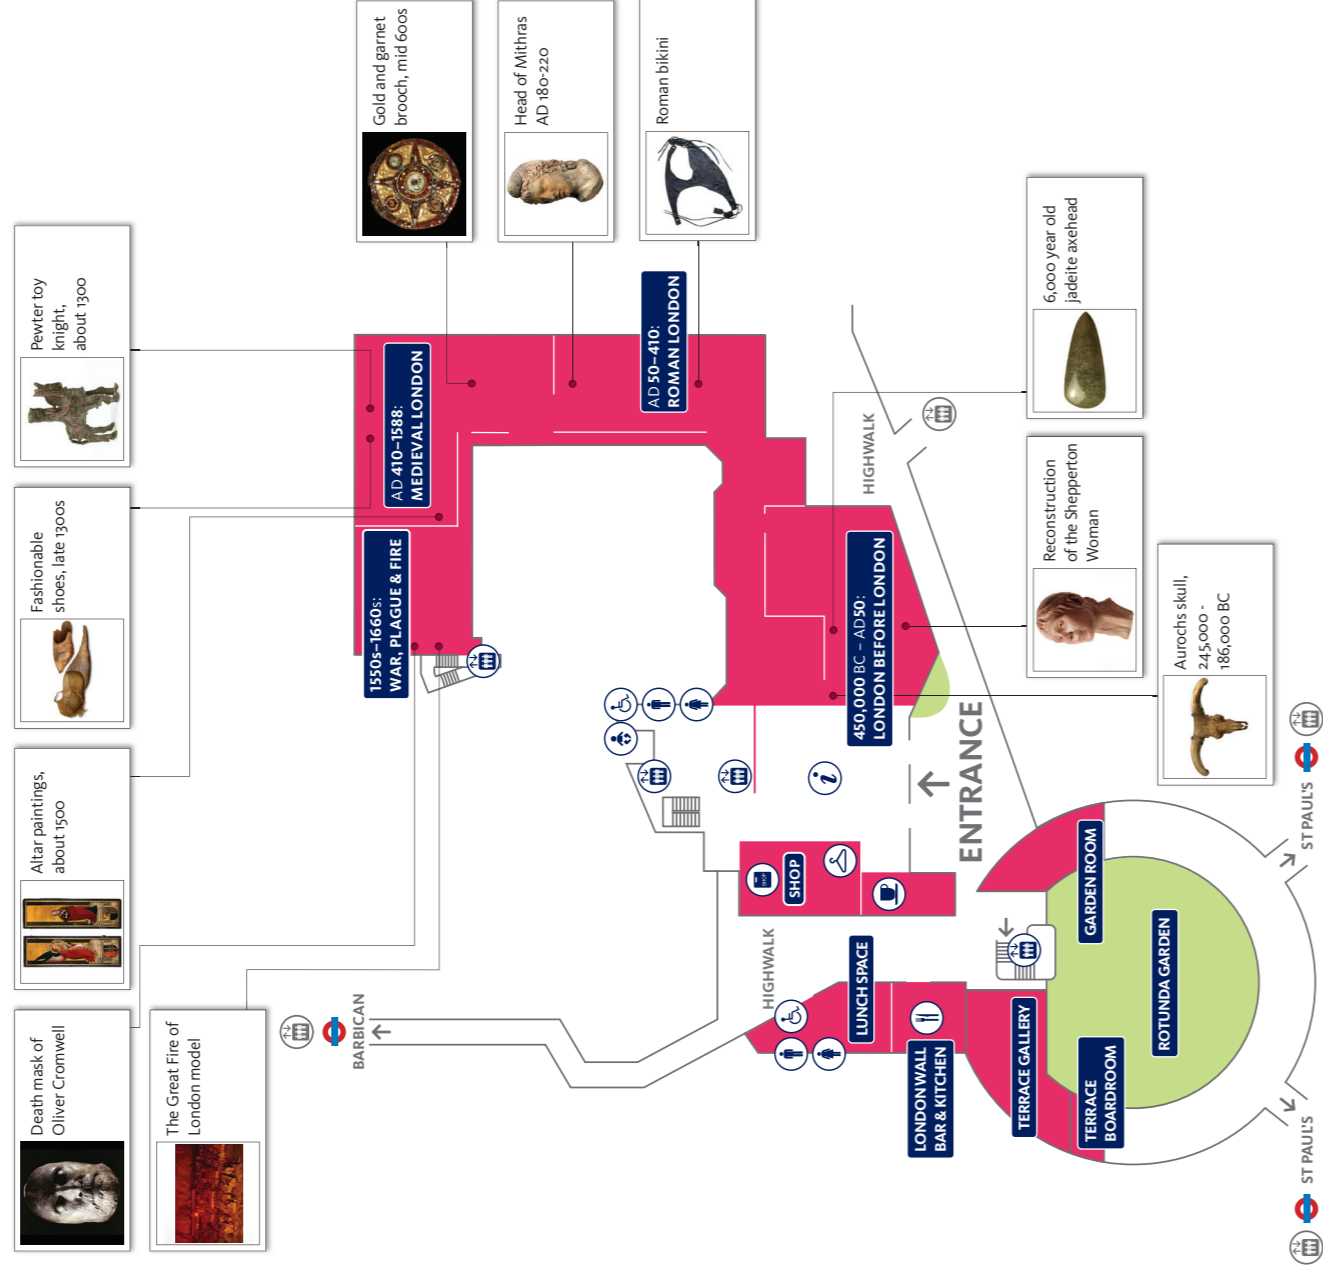 Death mask of
Oliver Cromwell
The Great Fire of
London model
Altar paintings,
about 1500
Fashionable
shoes, late 1300s
Pewter toy
knight,
about 1300
Gold and garnet
brooch, mid 600s
Head of Mithras
AD 180-220
Roman bikini
6,000 year old
jadeite axehead
Reconstruction
of the Shepperton
Woman
Aurochs skull,
245,000 -
186,000 BC
1550s–1660s:
WAR, PLAGUE & FIRE
AD 410–1588:
MEDIEVAL LONDON
AD 50–410:
ROMAN LONDON
450,000 BC – AD50:
LONDON BEFORE LONDON
BARBICAN
HIGHWALK
HIGHWALK
ENTRANCE
i
SHOP
SHOP
LUNCH SPACE
LONDON WALL
BAR & KITCHEN
TERRACE GALLERY
TERRACE
BOARDROOM
GARDEN ROOM
ROTUNDA GARDEN
ST PAUL'S
ST PAUL'S